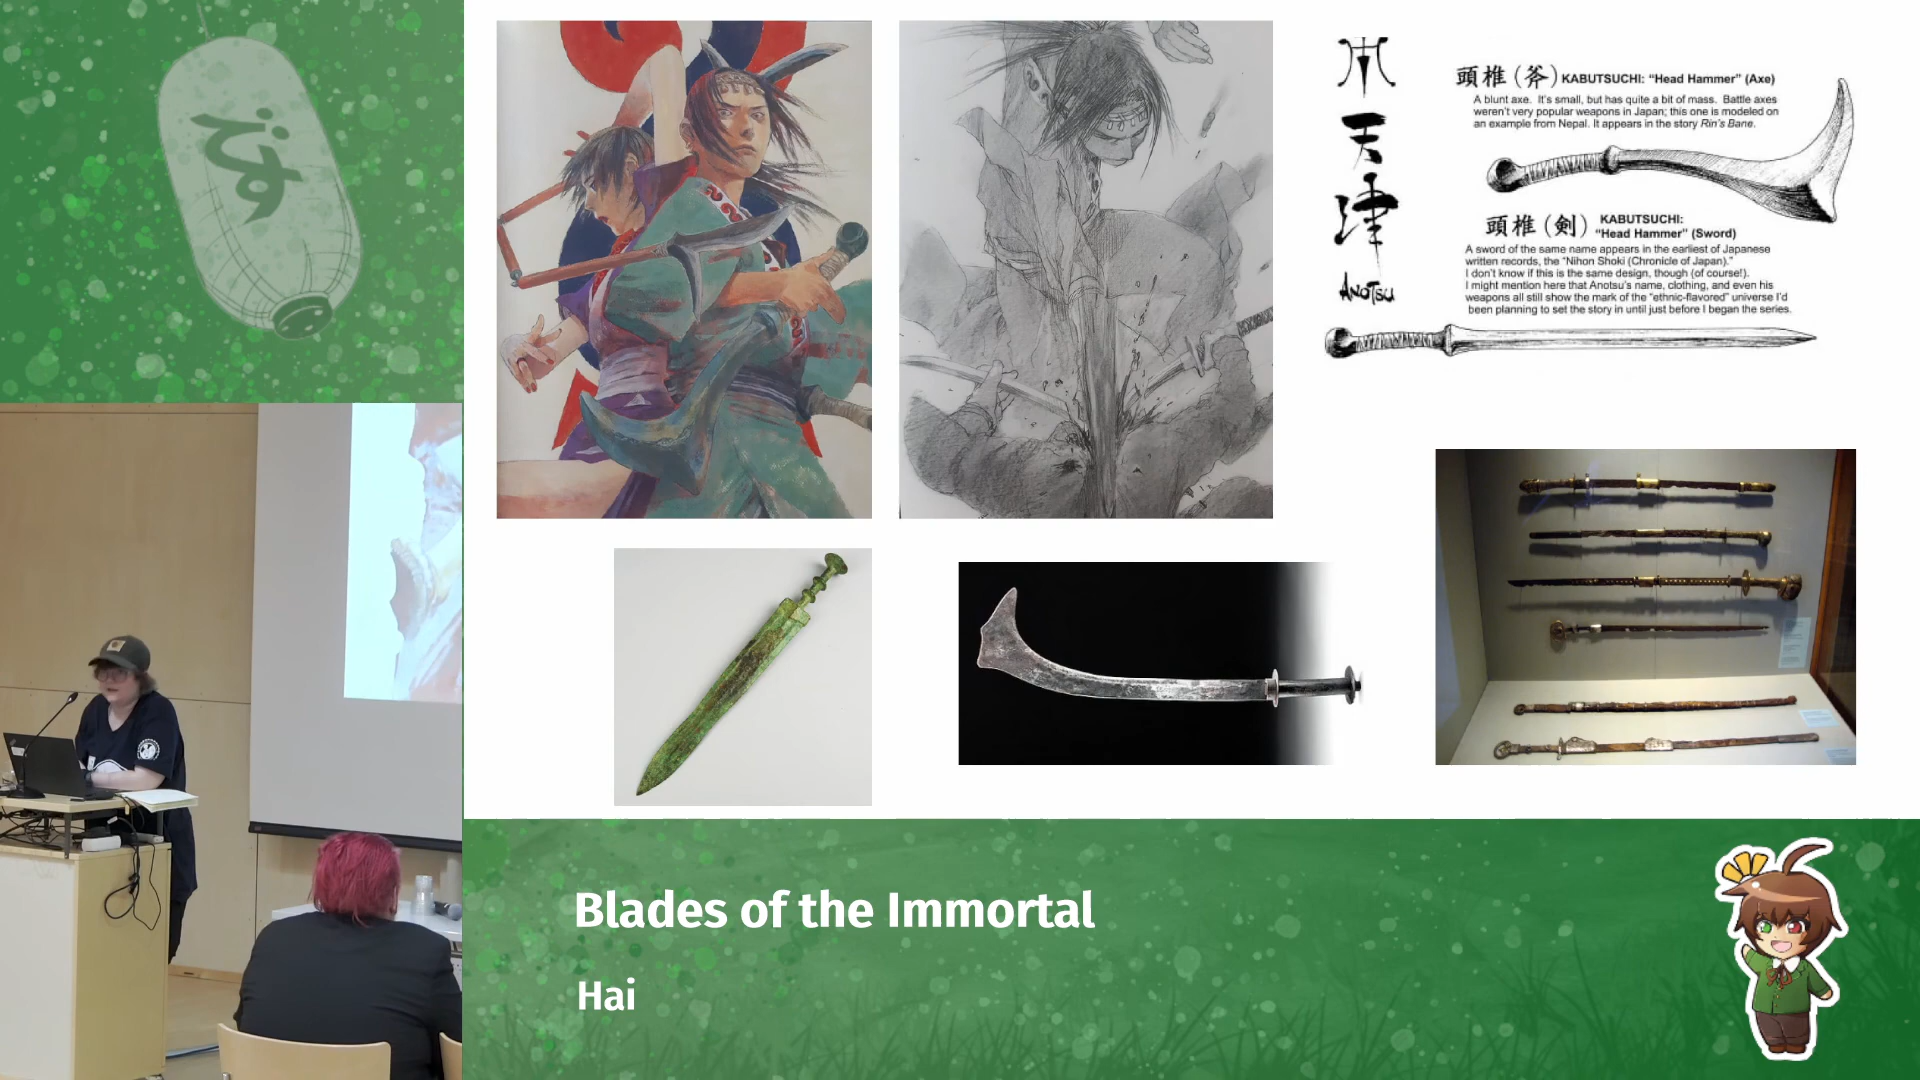 びす
天
津
ANOTSU
頭椎(斧) KABUTSUCHI: “Head Hammer” (Axe)
A blunt axe. It's small, but has quite a bit of mass. Battle axes
weren't very popular weapons in Japan; this one is modeled on
an example from Nepal. It appears in the story Rin's Bane.
頭椎(剣) KABUTSUCHI:
“Head Hammer” (Sword)
A sword of the same name appears in the earliest of Japanese
written records, the “Nihon Shoki (Chronicle of Japan).”
I don't know if this is the same design, though (of course!).
I might mention here that Anotsu's name, clothing, and even his
weapons all still show the mark of the “ethnic-flavored” universe I'd
been planning to set the story in until just before I began the series.
Blades of the Immortal
Hai